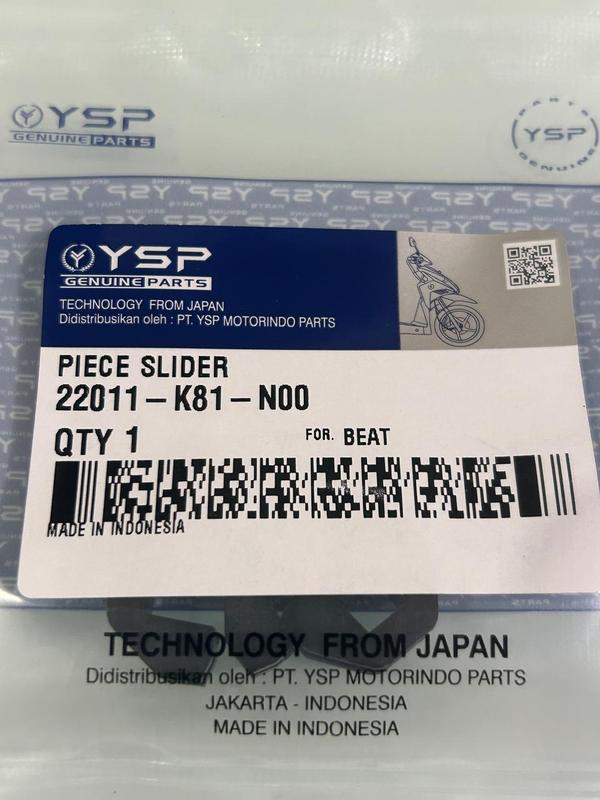 YSP
GENUINE PARTS
PARTS
YSP
GENUINE
YSP
GENUINE PARTS
TECHNOLOGY FROM JAPAN
Didistribusikan oleh : PT. YSP MOTORINDO PARTS
PIECE SLIDER
22011-K81-N00
QTY 1
FOR. BEAT
MADE IN INDONESIA
TECHNOLOGY FROM JAPAN
Didistribusikan oleh : PT. YSP MOTORINDO PARTS
JAKARTA - INDONESIA
MADE IN INDONESIA